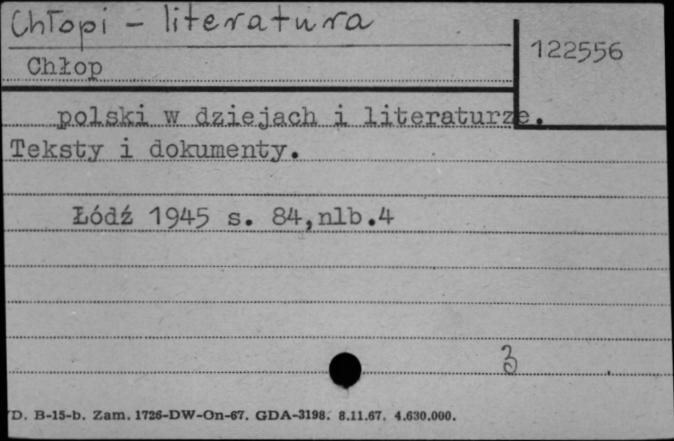 Chłopi - literatura
122556
Chłop
polski w dziejach i literaturze.
Teksty i dokumenty.
Łódź 1945 s. 84,nlb.4
3
D. B-15-b. Zam. 1726-DW-On-67. GDA-3198. 8.11.67. 4.630.000.